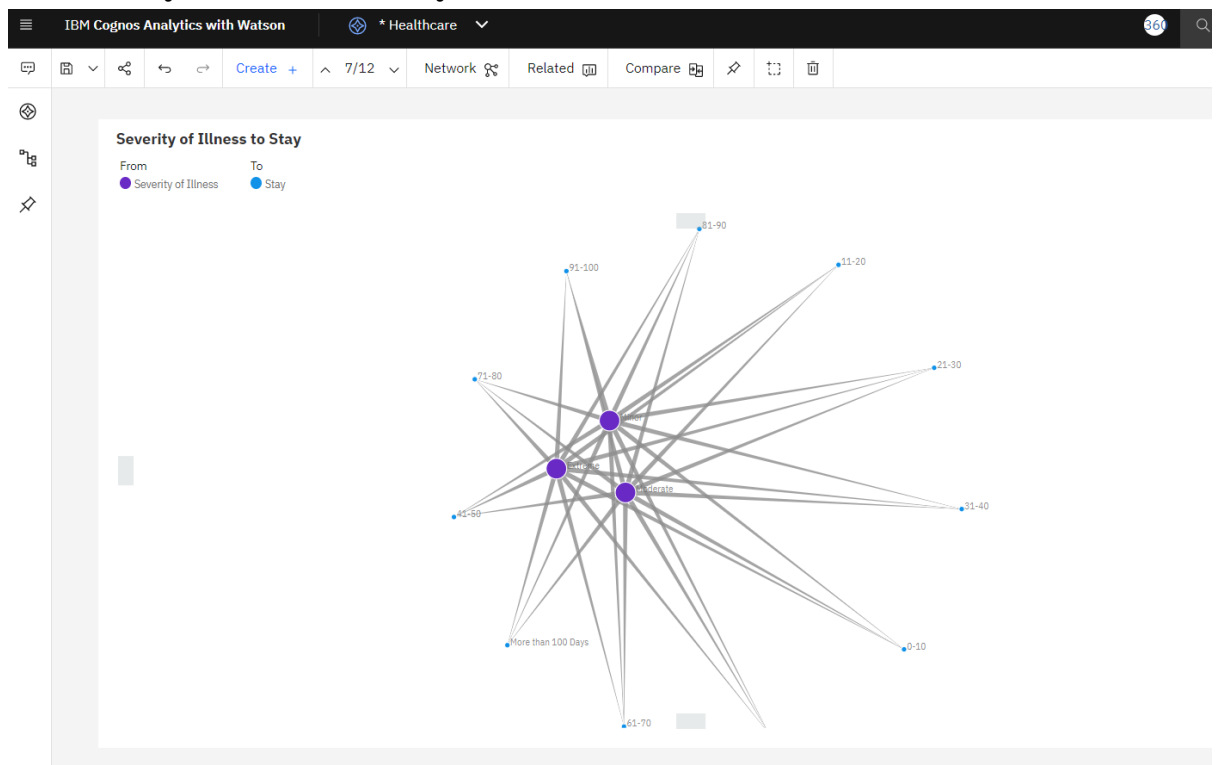 IBM Cognos Analytics with Watson
* Healthcare
360
Create +
7/12
Network
Related
Compare
Severity of Illness to Stay
From To
Severity of Illness Stay
81-90
11-20
91-100
21-30
71-80
Minor
Extreme
Moderate
31-40
41-50
More than 100 Days
0-10
61-70